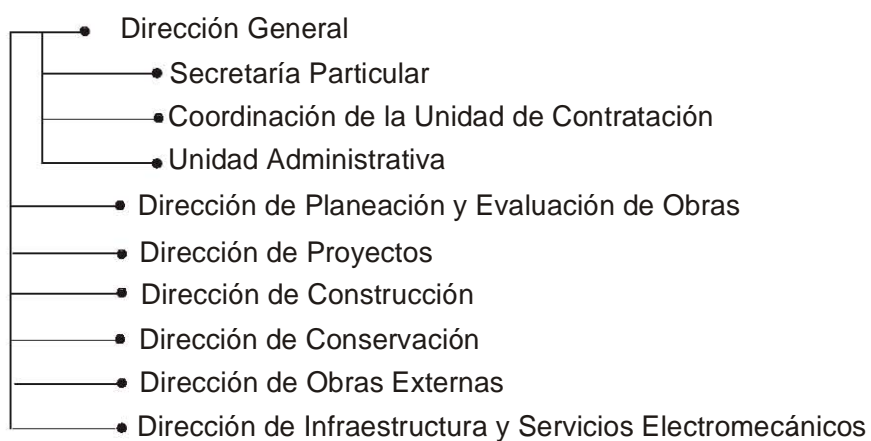 Dirección General
Secretaría Particular
Coordinación de la Unidad de Contratación
Unidad Administrativa
Dirección de Planeación y Evaluación de Obras
Dirección de Proyectos
Dirección de Construcción
Dirección de Conservación
Dirección de Obras Externas
Dirección de Infraestructura y Servicios Electromecánicos